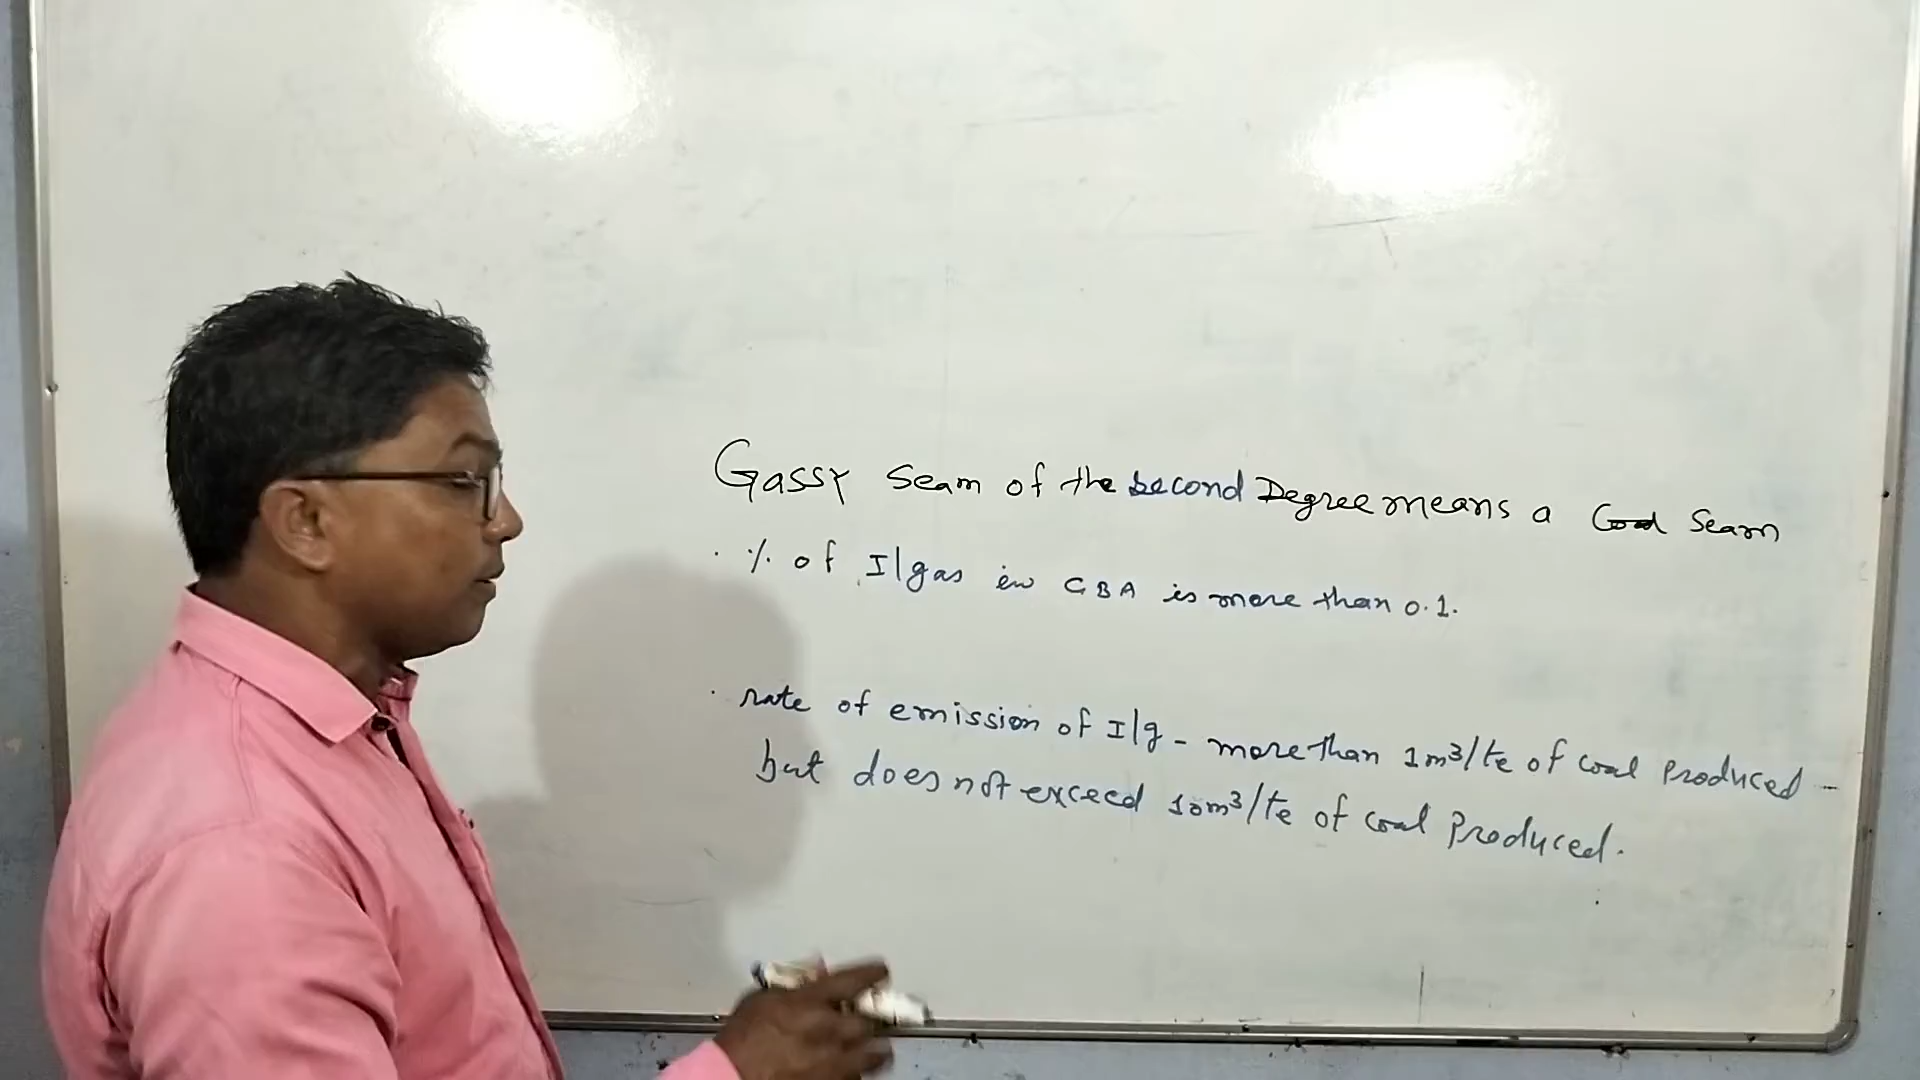 Gassy Seam of the second Degree means a Coal Seam
· % of I/gas in GBA is more than 0.1.
· rate of emission of I/g - more than 1m³/te of coal Produced -
but does not exceed 10m³/te of coal Produced.